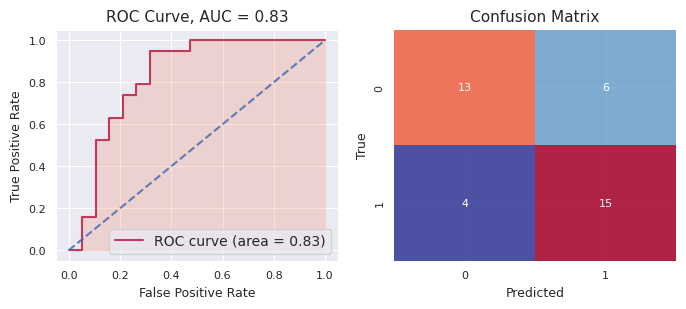 ROC Curve, AUC = 0.83
True Positive Rate
1.0
0.8
0.6
0.4
0.2
0.0
ROC curve (area = 0.83)
0.0 0.2 0.4 0.6 0.8 1.0
False Positive Rate
Confusion Matrix
True
0
13 6
1
4 15
0 1
Predicted